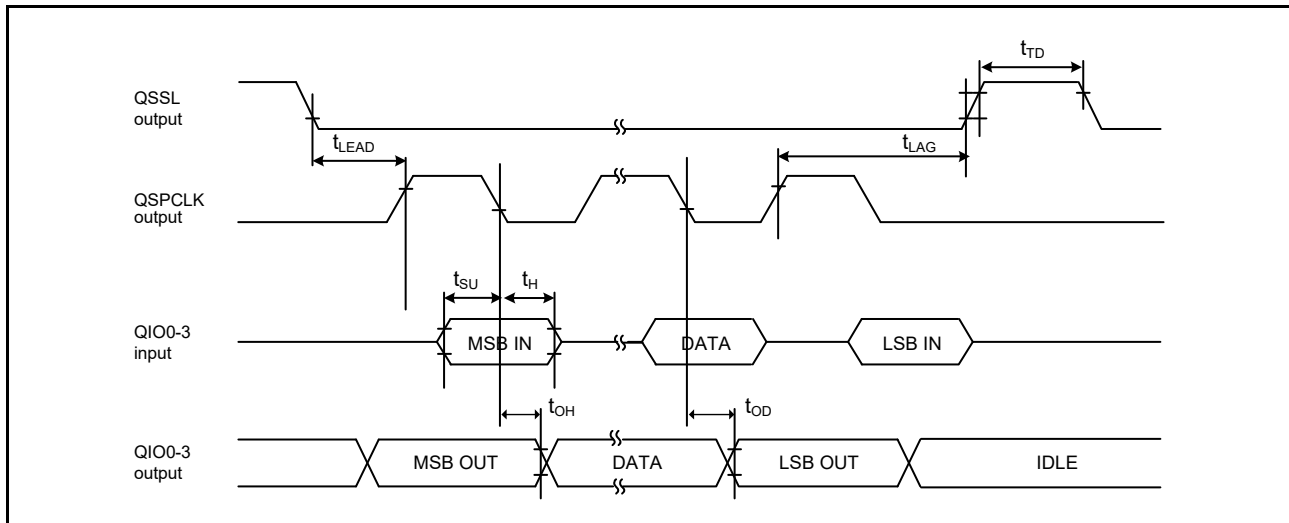 QSSL
output
tTD
tLEAD
tLAG
QSPCLK
output
tSU
tH
QIO0-3
input
MSB IN
DATA
LSB IN
tOH
tOD
QIO0-3
output
MSB OUT
DATA
LSB OUT
IDLE